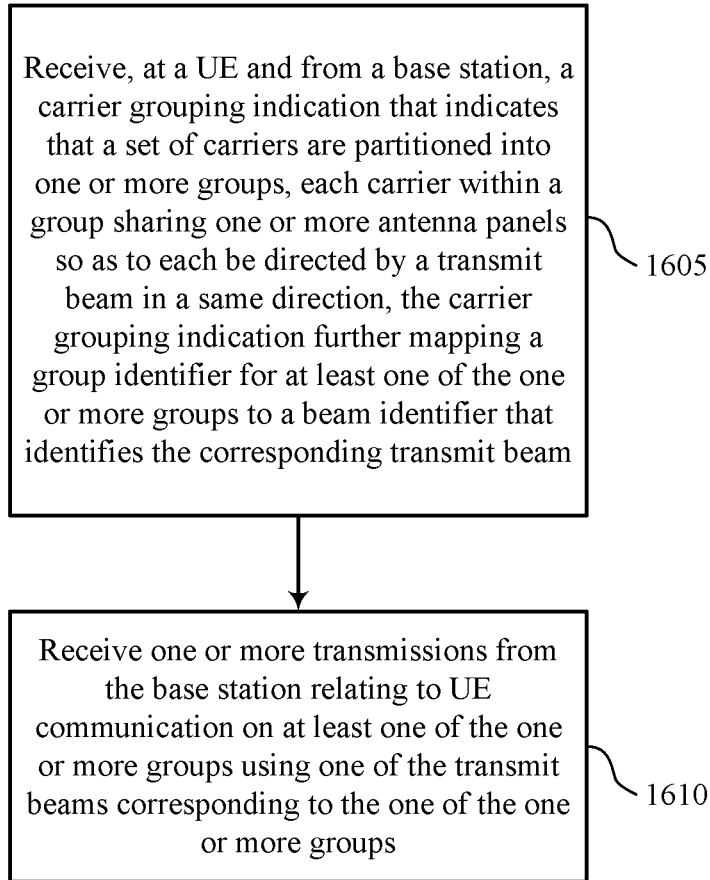 Receive, at a UE and from a base station, a
carrier grouping indication that indicates
that a set of carriers are partitioned into
one or more groups, each carrier within a
group sharing one or more antenna panels
so as to each be directed by a transmit
beam in a same direction, the carrier
grouping indication further mapping a
group identifier for at least one of the one
or more groups to a beam identifier that
identifies the corresponding transmit beam
1605
Receive one or more transmissions from
the base station relating to UE
communication on at least one of the one
or more groups using one of the transmit
beams corresponding to the one of the one
or more groups
1610